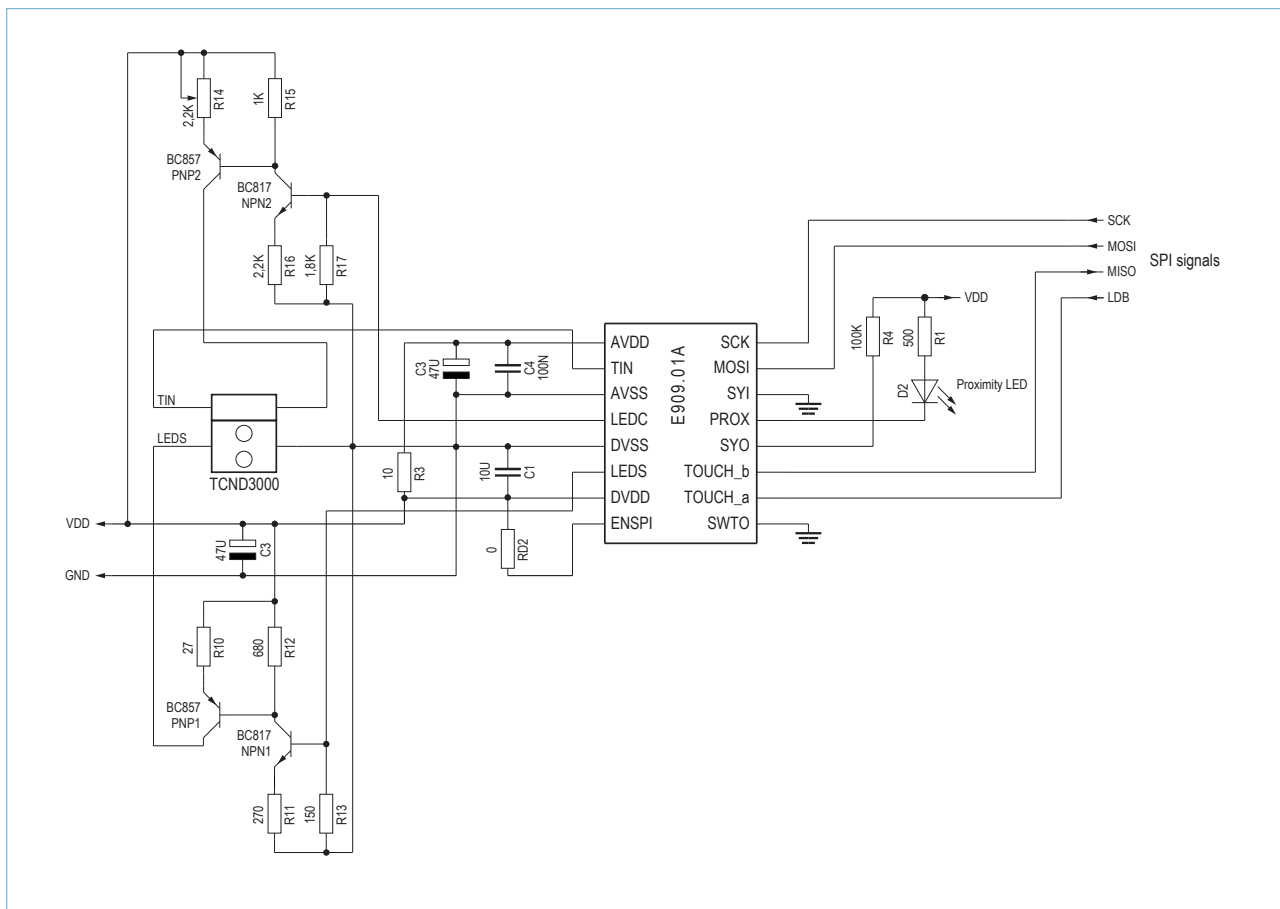 2,2K
R14
1K
R15
BC857
PNP2
BC817
NPN2
2,2K
R16
1,8K
R17
TIN
LEDS
TCND3000
VDD
GND
47U
C3
27
R10
680
R12
BC857
PNP1
BC817
NPN1
270
R11
150
R13
C3
47U
C4
100N
10
R3
10U
C1
0
RD2
E909.01A
AVDD
TIN
AVSS
LEDC
DVSS
LEDS
DVDD
ENSPI
SCK
MOSI
SYI
PROX
SYO
TOUCH_b
TOUCH_a
SWTO
100K
R4
500
R1
VDD
D2
Proximity LED
SCK
MOSI
MISO
LDB
SPI signals